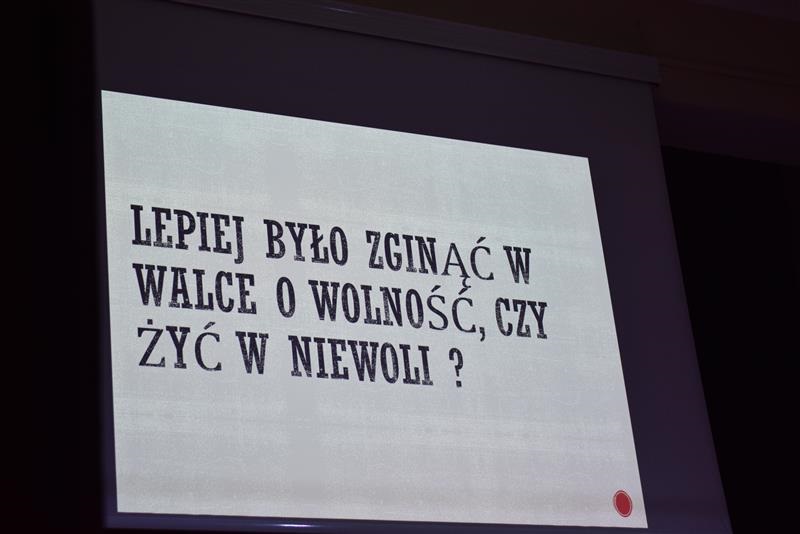 LEPIEJ BYŁO ZGINĄĆ W
WALCE O WOLNOŚĆ, CZY
ŻYĆ W NIEWOLI ?